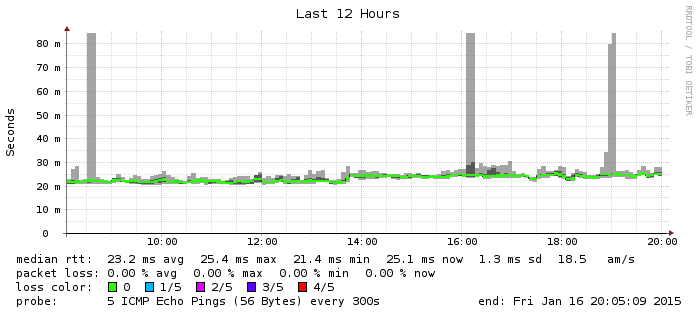 Last 12 Hours
RRDTOOL / TOBI OETIKER
Seconds
80 m
70 m
60 m
50 m
40 m
30 m
20 m
10 m
0
10:00 12:00 14:00 16:00 18:00 20:00
median rtt: 23.2 ms avg 25.4 ms max 21.4 ms min 25.1 ms now 1.3 ms sd 18.5 am/s
packet loss: 0.00 % avg 0.00 % max 0.00 % min 0.00 % now
loss color: 0 1/5 2/5 3/5 4/5
probe: 5 ICMP Echo Pings (56 Bytes) every 300s end: Fri Jan 16 20:05:09 2015